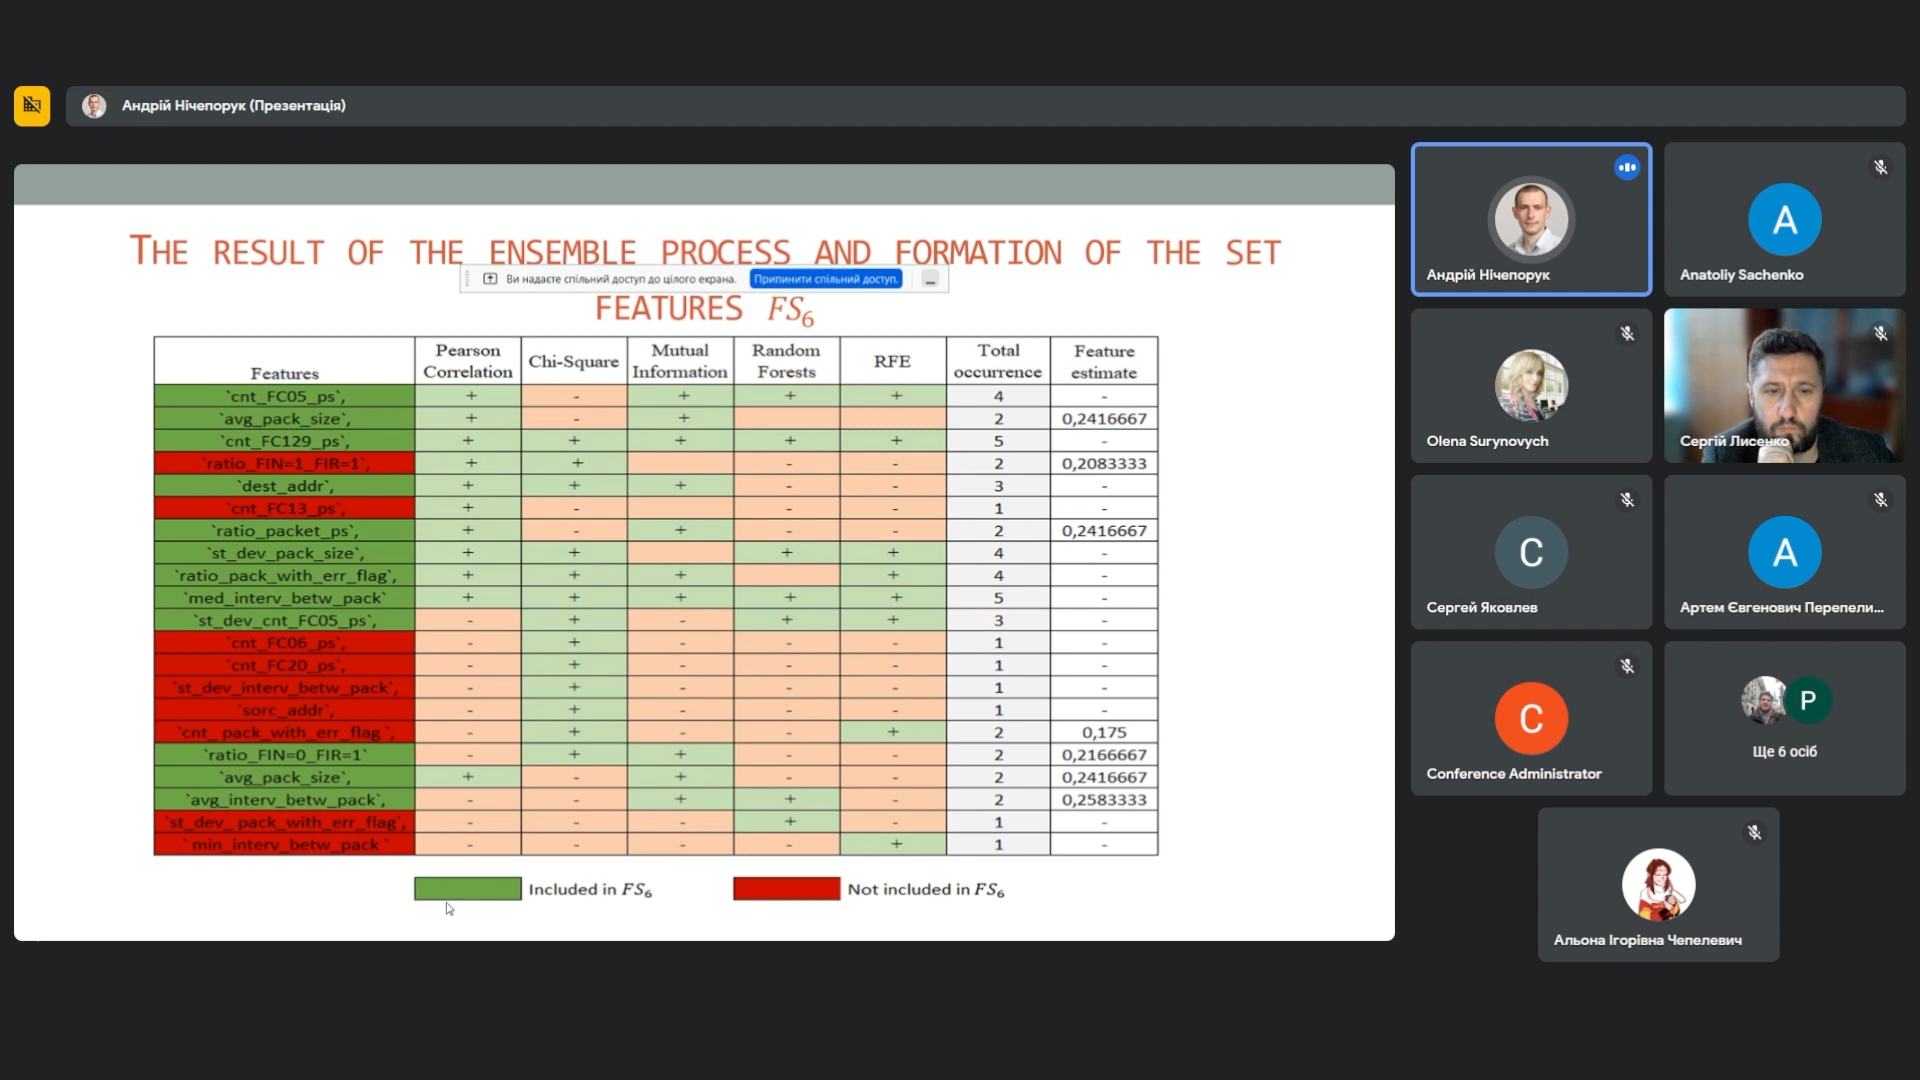 Андрій Нічепорук (Презентація)
THE RESULT OF THE ENSEMBLE PROCESS AND FORMATION OF THE SET
Ви надаєте спільний доступ до цілого екрана. Припинити спільний доступ.
FEATURES FS6
Features Pearson Correlation Chi-Square Mutual Information Random Forests RFE Total occurrence Feature estimate
`cnt_FC05_ps`, + - + + + 4 -
`avg_pack_size`, + - + 2 0,2416667
`cnt_FC129_ps`, + + + + + 5 -
`ratio_FIN=1_FIR=1`, + + - - 2 0,2083333
`dest_addr`, + + + - - 3 -
`cnt_FC13_ps`, + - - - - 1 -
`ratio_packet_ps`, + - + - - 2 0,2416667
`st_dev_pack_size`, + + + + 4 -
`ratio_pack_with_err_flag`, + + + + 4 -
`med_interv_betw_pack` + + + + + 5 -
`st_dev_cnt_FC05_ps`, - + - + + 3 -
`cnt_FC06_ps`, - + - - - 1 -
`cnt_FC20_ps`, - + - - - 1 -
`st_dev_interv_betw_pack`, - + - - - 1 -
`sorc_addr`, - + - - - 1 -
`cnt_ pack_with_err_flag`, - + - - + 2 0,175
`ratio_FIN=0_FIR=1` - + + - - 2 0,2166667
`avg_pack_size`, + - + - - 2 0,2416667
`avg_interv_betw_pack`, - - + + - 2 0,2583333
`st_dev_ pack_with_err_flag`, - - - + - 1 -
` min_interv_betw_pack ` - - - - + 1 -
Included in FS6 Not included in FS6
Андрій Нічепорук
A
Anatoliy Sachenko
Olena Surynovych
Сергій Лисенко
С
Сергей Яковлев
А
Артем Євгенович Перепели...
C
Conference Administrator
P
Ще 6 осіб
Альона Ігорівна Чепелевич